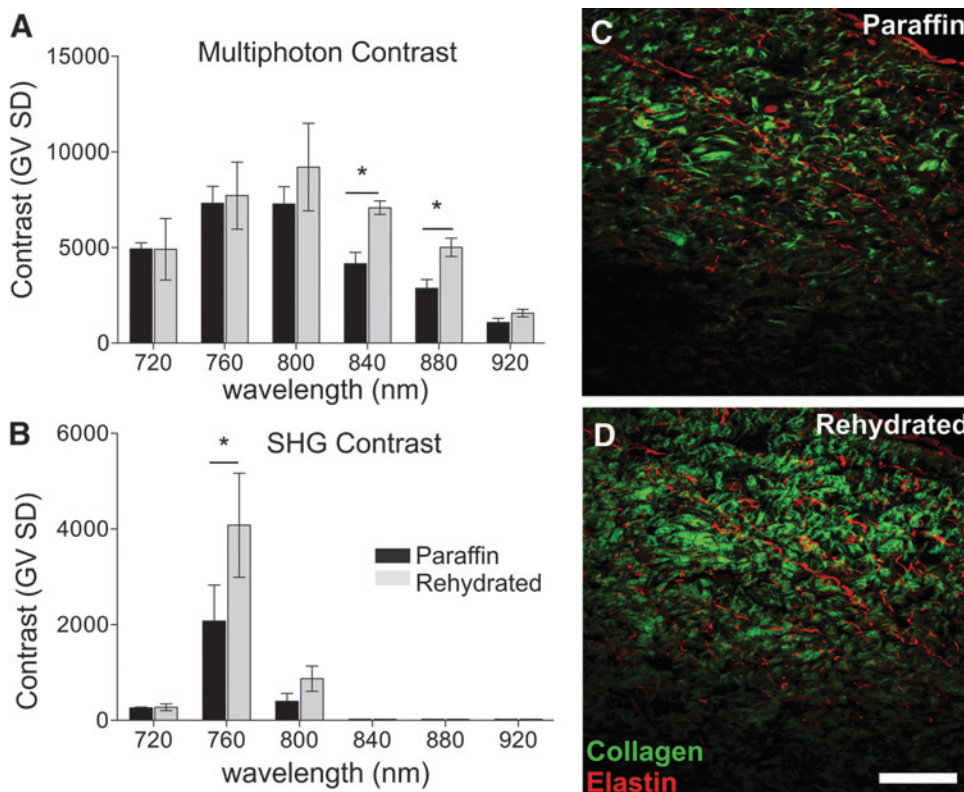 A
Multiphoton Contrast
Contrast (GV SD)
15000
10000
5000
0
*
*
720 760 800 840 880 920
wavelength (nm)
B
SHG Contrast
Contrast (GV SD)
6000
4000
2000
0
*
Paraffin
Rehydrated
720 760 800 840 880 920
wavelength (nm)
C
Paraffin
D
Rehydrated
Collagen
Elastin